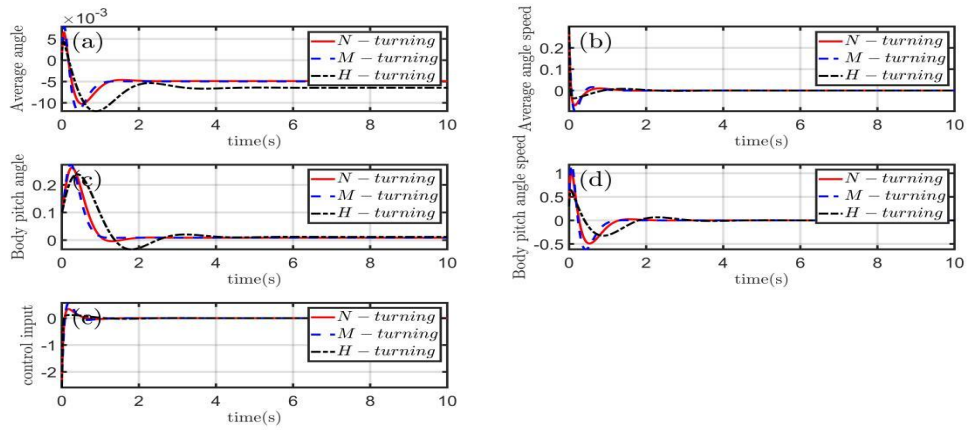 ×10⁻³
(a)
Average angle
5
0
-5
-10
N − turning
M − turning
H − turning
0 2 4 6 8 10
time(s)
(b)
Average angle speed
0.2
0.1
0
N − turning
M − turning
H − turning
0 2 4 6 8 10
time(s)
(c)
Body pitch angle
0.2
0.1
0
N − turning
M − turning
H − turning
0 2 4 6 8 10
time(s)
(d)
Body pitch angle speed
1
0.5
0
-0.5
N − turning
M − turning
H − turning
0 2 4 6 8 10
time(s)
(e)
control input
0
-1
-2
N − turning
M − turning
H − turning
0 2 4 6 8 10
time(s)